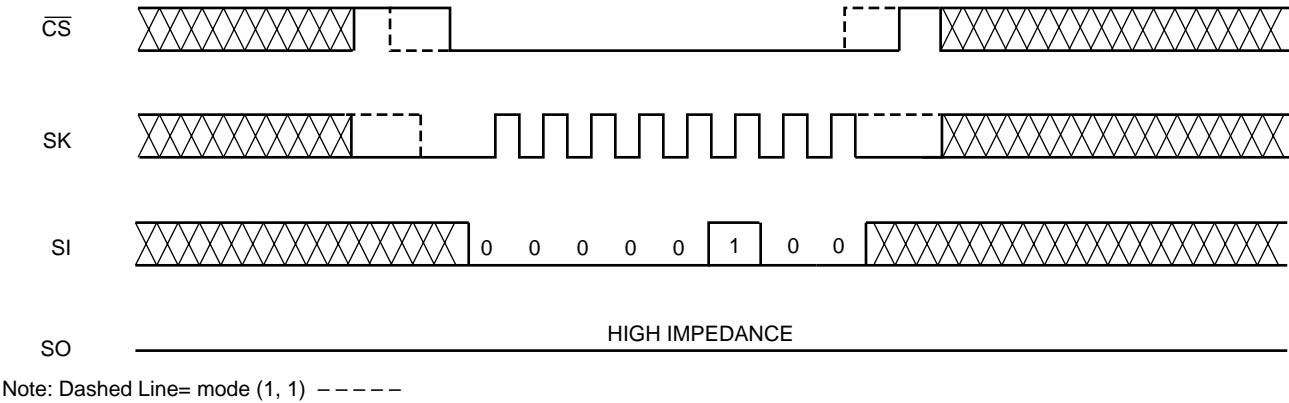 C̅S̅
SK
SI 0 0 0 0 0 1 0 0
HIGH IMPEDANCE
SO
Note: Dashed Line= mode (1, 1) – – – – –